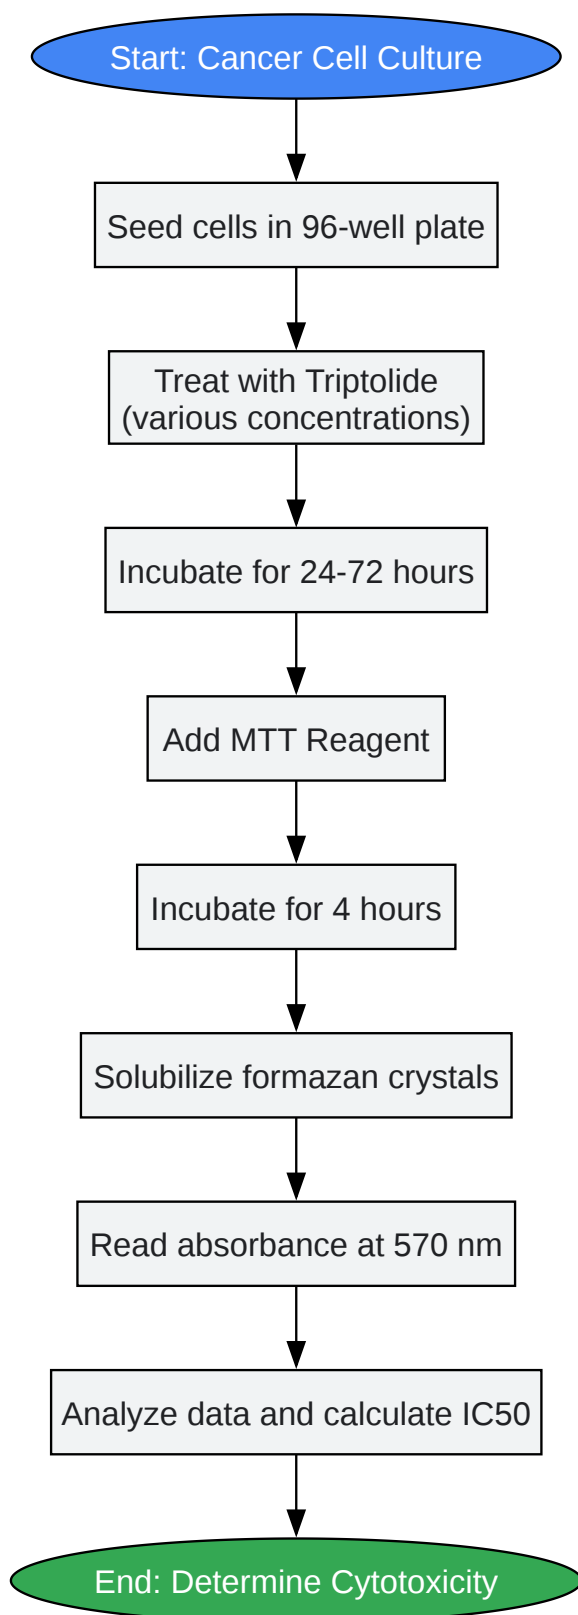 Start: Cancer Cell Culture
Seed cells in 96-well plate
Treat with Triptolide
(various concentrations)
Incubate for 24-72 hours
Add MTT Reagent
Incubate for 4 hours
Solubilize formazan crystals
Read absorbance at 570 nm
Analyze data and calculate IC50
End: Determine Cytotoxicity